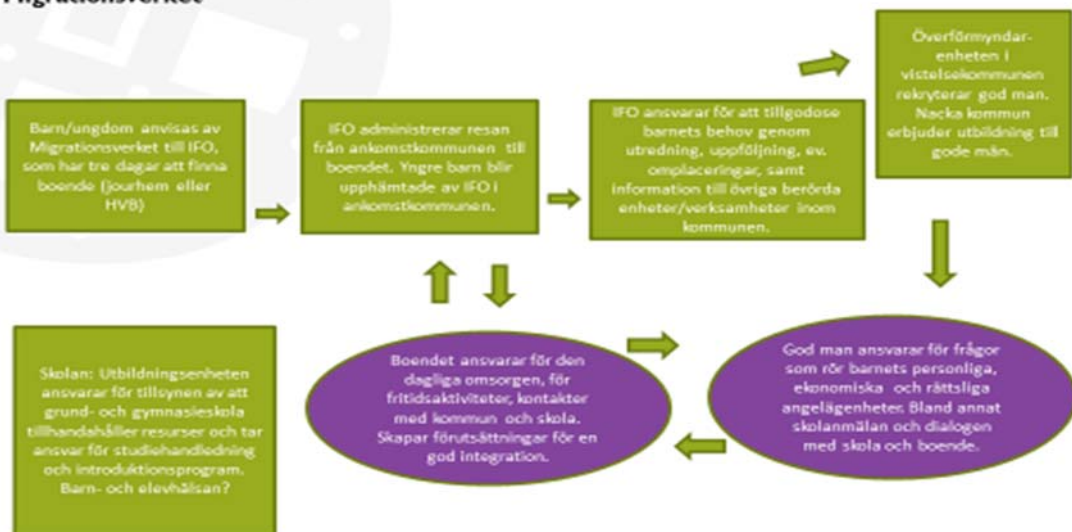 Migrationsverket
Barn/ungdom anvisas av
Migrationsverket till IFO,
som har tre dagar att finna
boende (jourhem eller
HVB)
IFO administrerar resan
från ankomstkommunen till
boendet. Yngre barn blir
upphämtade av IFO i
ankomstkommunen.
IFO ansvarar för att tillgodose
barnets behov genom
utredning, uppföljning, ev.
omplaceringar, samt
information till övriga berörda
enheter/verksamheter inom
kommunen.
Överförmyndar-
enheten i
vistelsekommunen
rekryterar god man.
Nacka kommun
erbjuder utbildning till
gode män.
Skolan: Utbildningsenheten
ansvarar för tillsynen av att
grund- och gymnasieskola
tillhandahåller resurser och tar
ansvar för studiehandledning
och introduktionsprogram.
Barn- och elevhälsan?
Boendet ansvarar för den
dagliga omsorgen, för
fritidsaktiviteter, kontakter
med kommun och skola.
Skapar förutsättningar för en
god integration.
God man ansvarar för frågor
som rör barnets personliga,
ekonomiska och rättsliga
angelägenheter. Bland annat
skolanmälan och dialogen
med skola och boende.